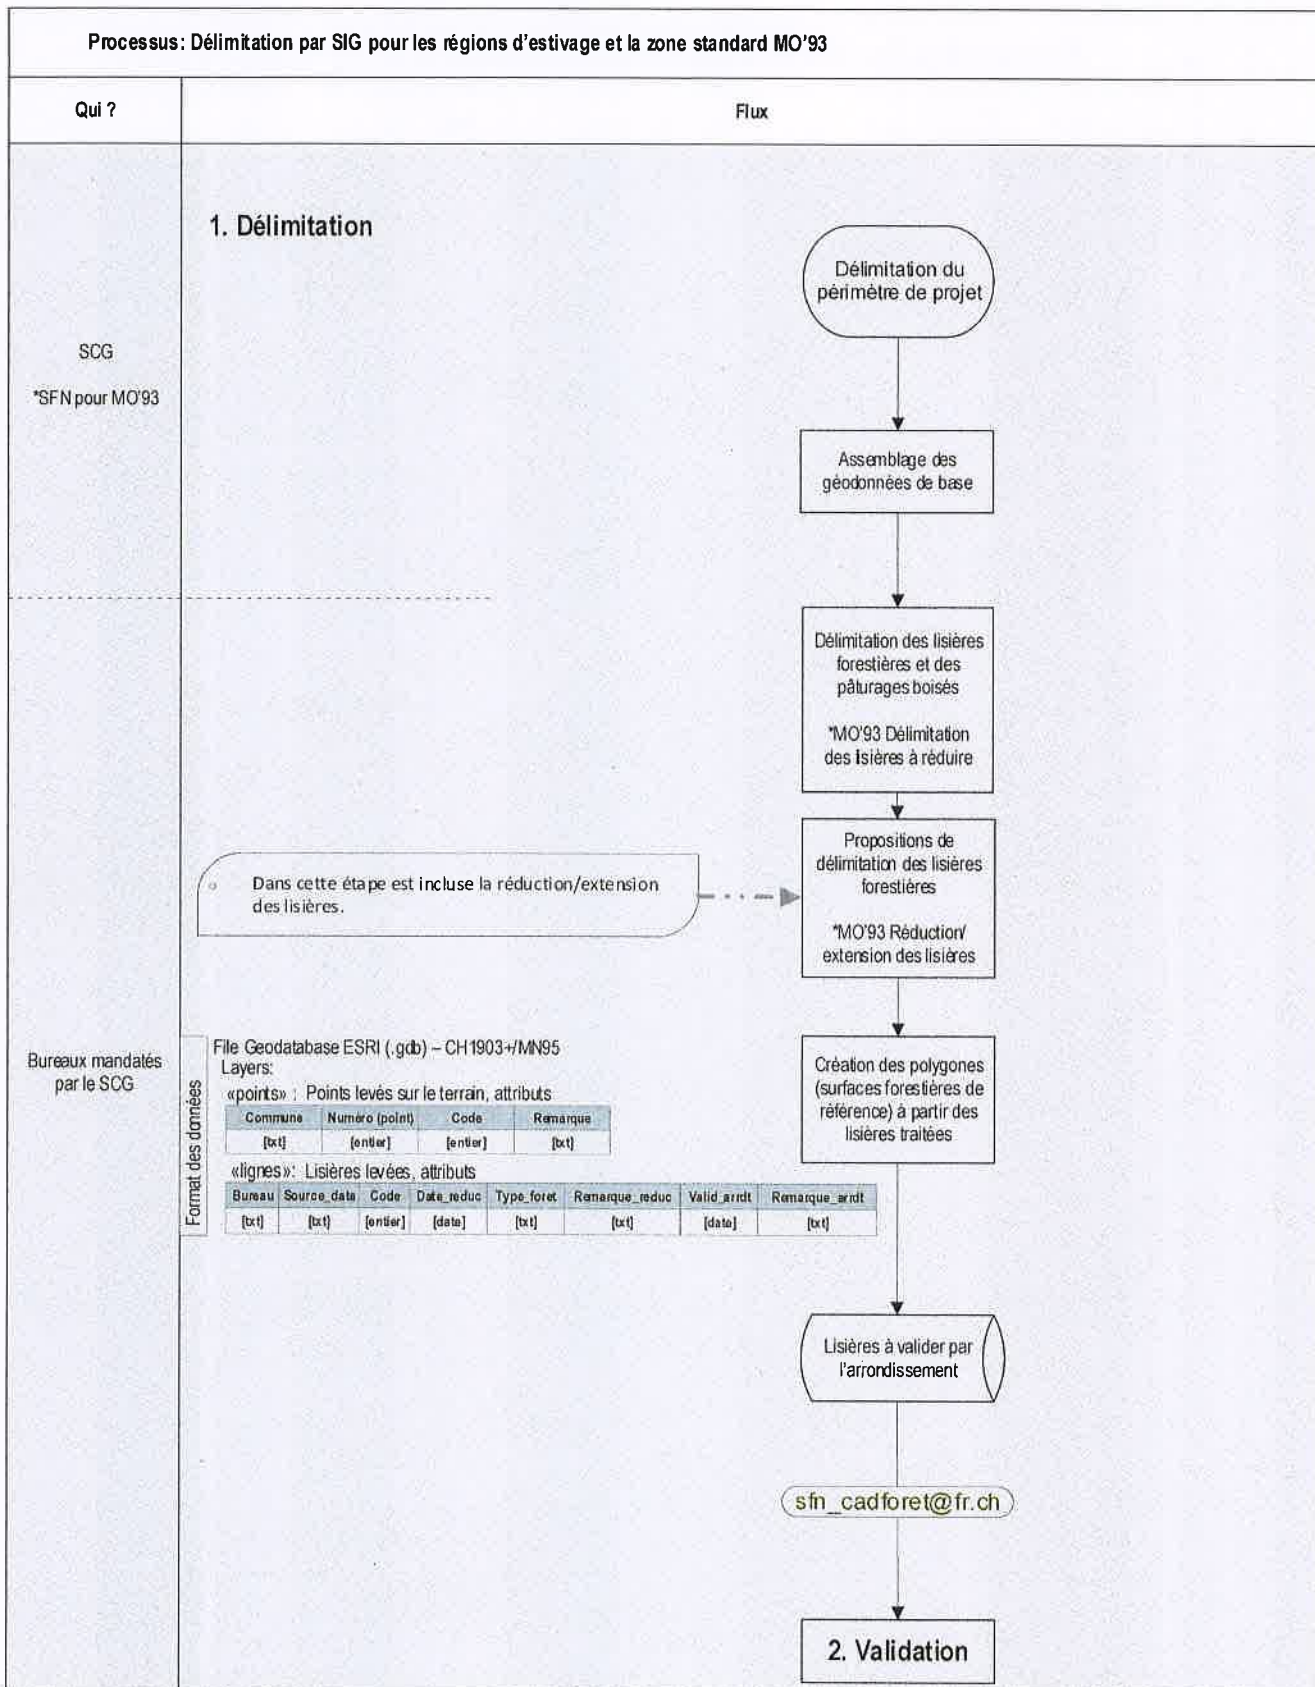 Processus: Délimitation par SIG pour les régions d'estivage et la zone standard MO'93
Qui ?
Flux
1. Délimitation
Délimitation du
périmètre de projet
SCG
*SFN pour MO'93
Assemblage des
géodonnées de base
Délimitation des lisières
forestières et des
pâturages boisés
*MO'93 Délimitation
des lsières à réduire
Propositions de
délimitation des lisières
forestières
*MO'93 Réduction/
extension des lisières
Dans cette étape est incluse la réduction/extension
des lisières.
Bureaux mandatés
par le SCG
Format des données
File Geodatabase ESRI (.gdb) – CH1903+/MN95
Layers:
«points» : Points levés sur le terrain, attributs
Commune Numéro (point) Code Remarque
[txt] [entier] [entier] [txt]
«lignes»: Lisières levées, attributs
Bureau Source_data Code Date_reduc Type_foret Remarque_reduc Valid_arrdt Remarque_arrdt
[txt] [txt] [entier] [date] [txt] [txt] [date] [txt]
Création des polygones
(surfaces forestières de
référence) à partir des
lisières traitées
Lisières à valider par
l'arrondissement
sfn_cadforet@fr.ch
2. Validation